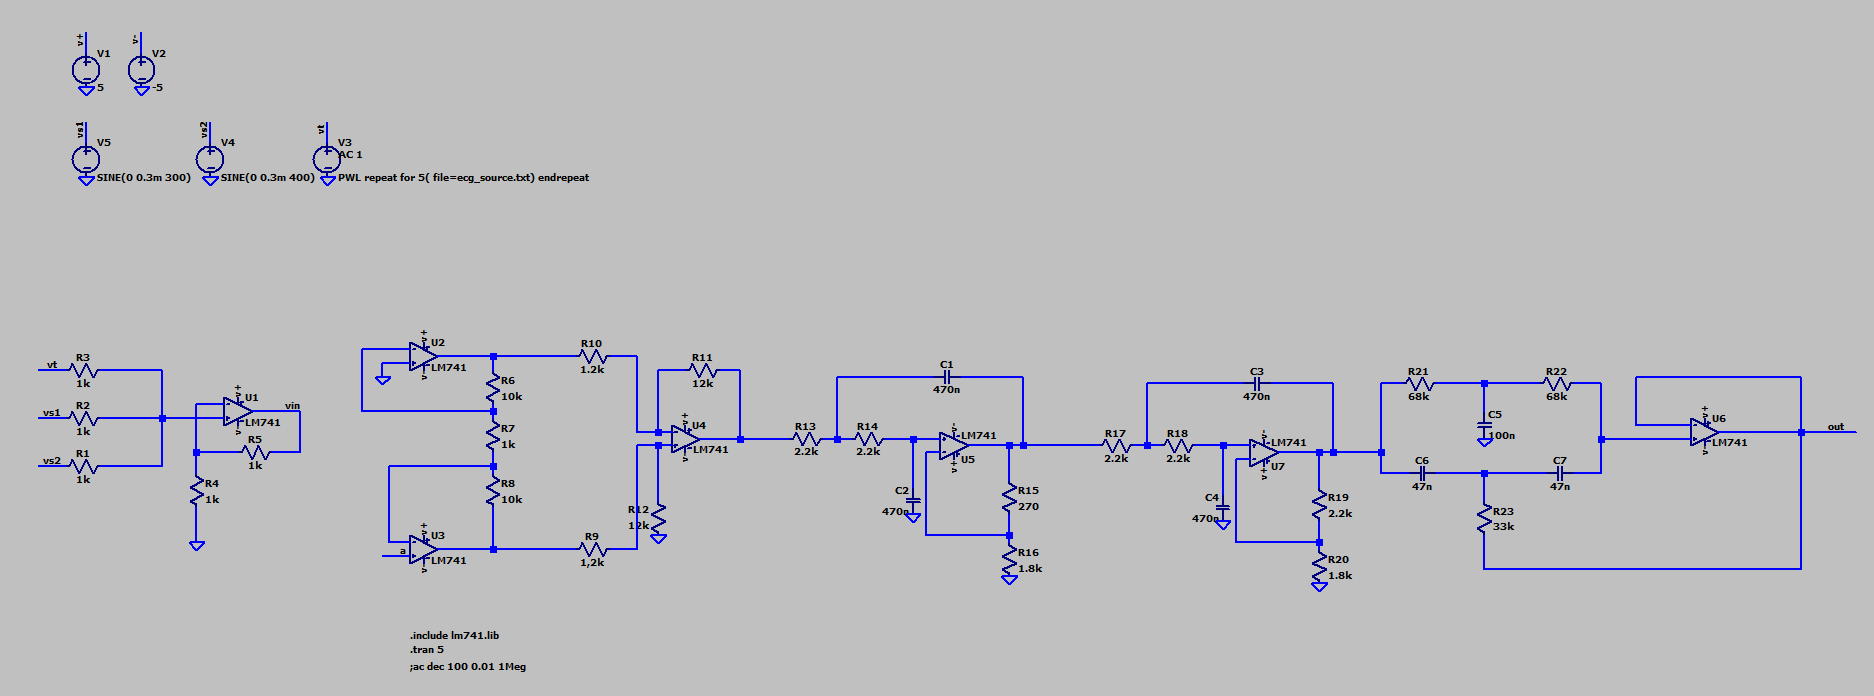 v+
V1
5
v-
V2
-5
vs1
V5
SINE(0 0.3m 300)
vs2
V4
SINE(0 0.3m 400)
vt
V3
AC 1
PWL repeat for 5( file=ecg_source.txt) endrepeat
vt
R3
1k
vs1
R2
1k
vs2
R1
1k
v+
U1
LM741
v-
vin
R5
1k
R4
1k
v+
U2
LM741
v-
R6
10k
R7
1k
R8
10k
v+
U3
LM741
v-
a
R10
1.2k
R9
1,2k
R11
12k
v+
U4
LM741
v-
R12
12k
R13
2.2k
R14
2.2k
C1
470n
C2
470n
v-
LM741
U5
v+
R15
270
R16
1.8k
R17
2.2k
R18
2.2k
C3
470n
C4
470n
v-
LM741
U7
v+
R19
2.2k
R20
1.8k
R21
68k
R22
68k
C5
100n
C6
47n
C7
47n
R23
33k
v+
U6
LM741
v-
out
.include lm741.lib
.tran 5
;ac dec 100 0.01 1Meg